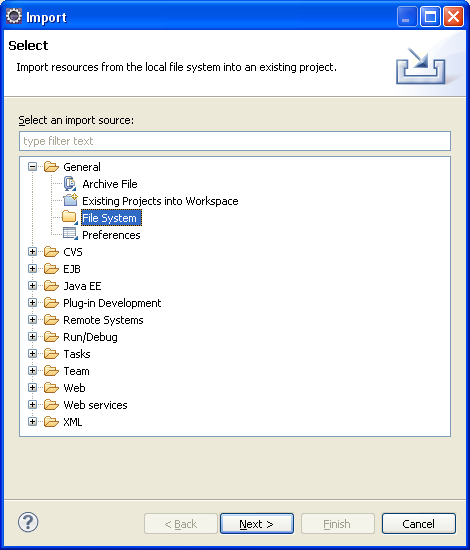 Import
Select
Import resources from the local file system into an existing project.
Select an import source:
type filter text
General
Archive File
Existing Projects into Workspace
File System
Preferences
CVS
EJB
Java EE
Plug-in Development
Remote Systems
Run/Debug
Tasks
Team
Web
Web services
XML
< Back Next > Finish Cancel